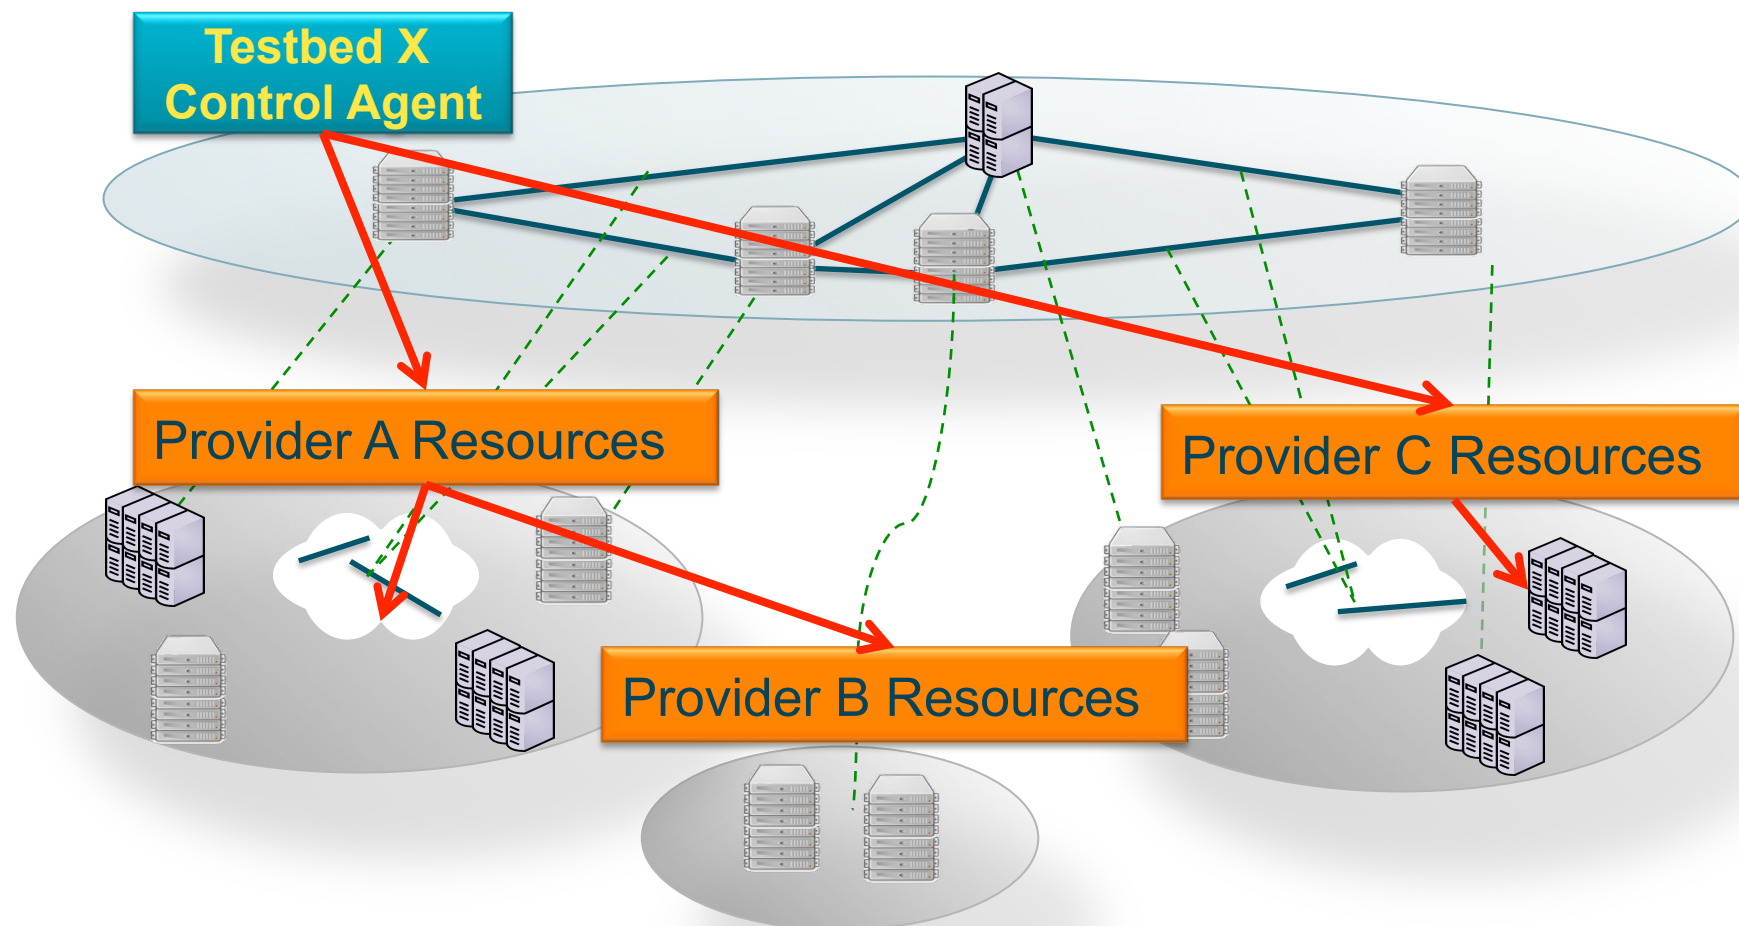 Testbed X
Control Agent
Provider A Resources
Provider C Resources
Provider B Resources